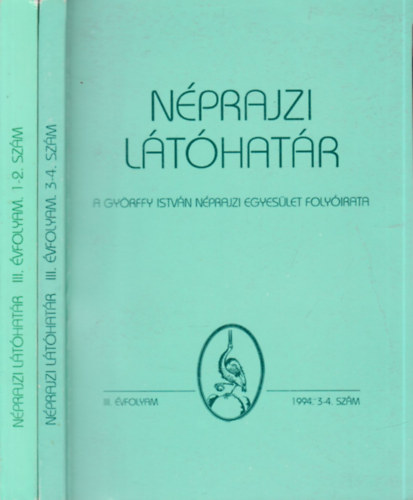 NÉPRAJZI LÁTÓHATÁR III. ÉVFOLYAM. 1-2. SZÁM
NÉPRAJZI LÁTÓHATÁR III. ÉVFOLYAM. 3-4. SZÁM
NÉPRAJZI
LÁTÓHATÁR
A GYÖRFFY ISTVÁN NÉPRAJZI EGYESÜLET FOLYÓIRATA
III. ÉVFOLYAM
1994. 3-4. SZÁM